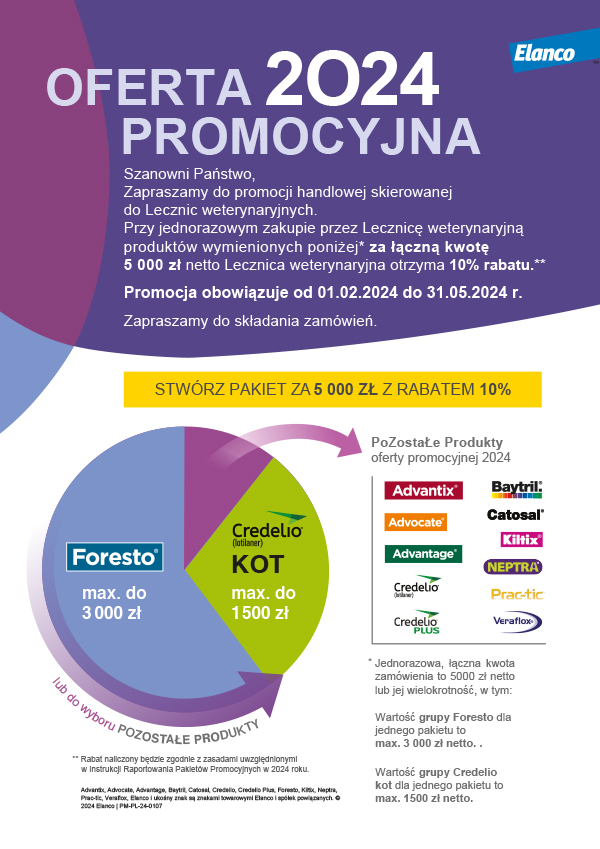 Elanco
OFERTA 2024
PROMOCYJNA
Szanowni Państwo,
Zapraszamy do promocji handlowej skierowanej
do Lecznic weterynaryjnych.
Przy jednorazowym zakupie przez Lecznicę weterynaryjną
produktów wymienionych poniżej* za łączną kwotę
5 000 zł netto Lecznica weterynaryjna otrzyma 10% rabatu.**
Promocja obowiązuje od 01.02.2024 do 31.05.2024 r.
Zapraszamy do składania zamówień.
STWÓRZ PAKIET ZA 5 000 ZŁ Z RABATEM 10%
Foresto®
max. do
3 000 zł
Credelio®
(lotilaner)
KOT
max. do
1 500 zł
lub do wyboru POZOSTAŁE PRODUKTY
PoZostaŁe Produkty
oferty promocyjnej 2024
Advantix®
Baytril®
Advocate®
Catosal®
Kiltix®
Advantage®
NEPTRA®
Credelio®
(lotilaner)
Prac-tic®
Credelio®
(lotilaner) PLUS
Veraflox®
* Jednorazowa, łączna kwota
zamówienia to 5000 zł netto
lub jej wielokrotność, w tym:
Wartość grupy Foresto dla
jednego pakietu to
max. 3 000 zł netto. .
Wartość grupy Credelio
kot dla jednego pakietu to
max. 1500 zł netto.
** Rabat naliczony będzie zgodnie z zasadami uwzględnionymi
w Instrukcji Raportowania Pakietów Promocyjnych w 2024 roku.
Advantix, Advocate, Advantage, Baytril, Catosal, Credelio, Credelio Plus, Foresto, Kiltix, Neptra,
Prac-tic, Veraflox, Elanco i ukośny znak są znakami towarowymi Elanco i spółek powiązanych. ©
2024 Elanco | PM-PL-24-0107